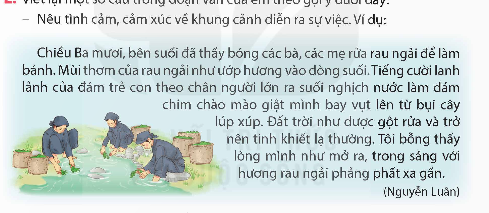 2. Viết lại một số câu trong đoạn văn của em theo gợi ý dưới đây:
– Nêu tình cảm, cảm xúc về khung cảnh diễn ra sự việc. Ví dụ:
Chiều Ba mươi, bên suối đã thấy bóng các bà, các mẹ rửa rau ngải để làm
bánh. Mùi thơm của rau ngải như ướp hương vào dòng suối. Tiếng cười lanh
lảnh của đám trẻ con theo chân người lớn ra suối nghịch nước làm đám
chim chào mào giật mình bay vụt lên từ bụi cây
lúp xúp. Đất trời như được gột rửa và trở
nên tinh khiết lạ thường. Tôi bỗng thấy
lòng mình như mở ra, trong sáng với
hương rau ngải phảng phất xa gần.
(Nguyễn Luân)